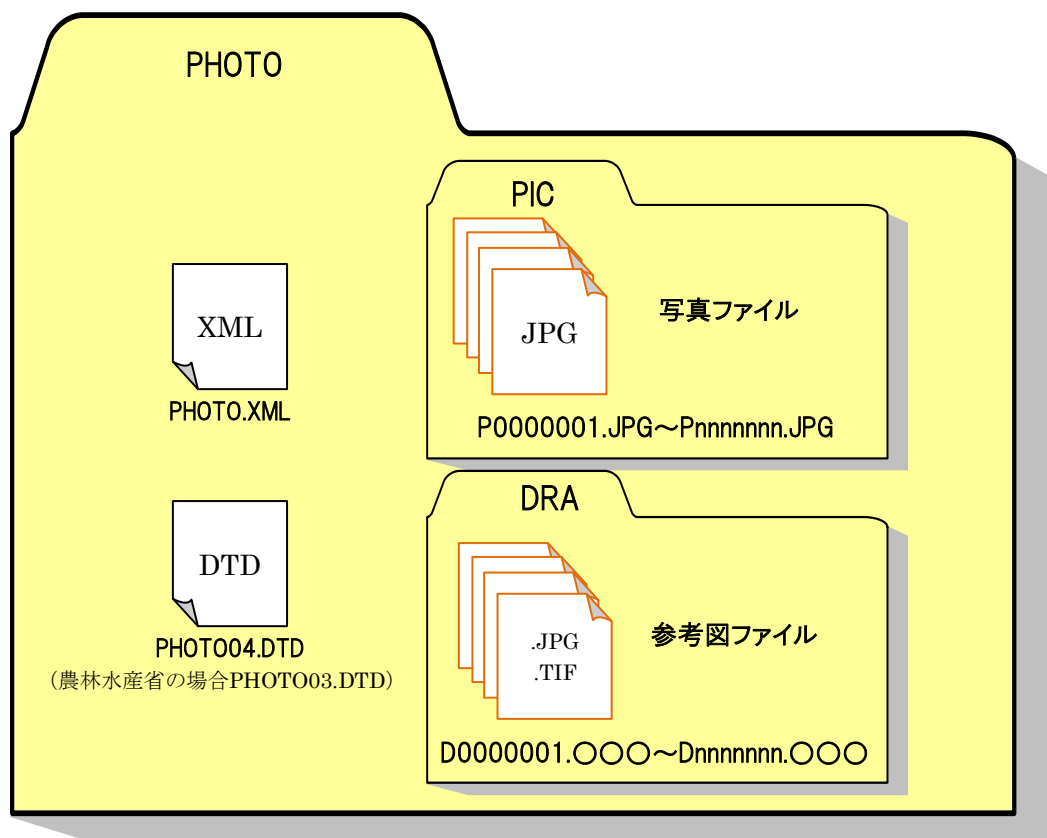 PHOTO
XML
PHOTO.XML
DTD
PHOTO04.DTD
（農林水産省の場合PHOTO03.DTD）
PIC
JPG
写真ファイル
P0000001.JPG～Pnnnnnnn.JPG
DRA
.JPG
.TIF
参考図ファイル
D0000001.○○○～Dnnnnnnn.○○○